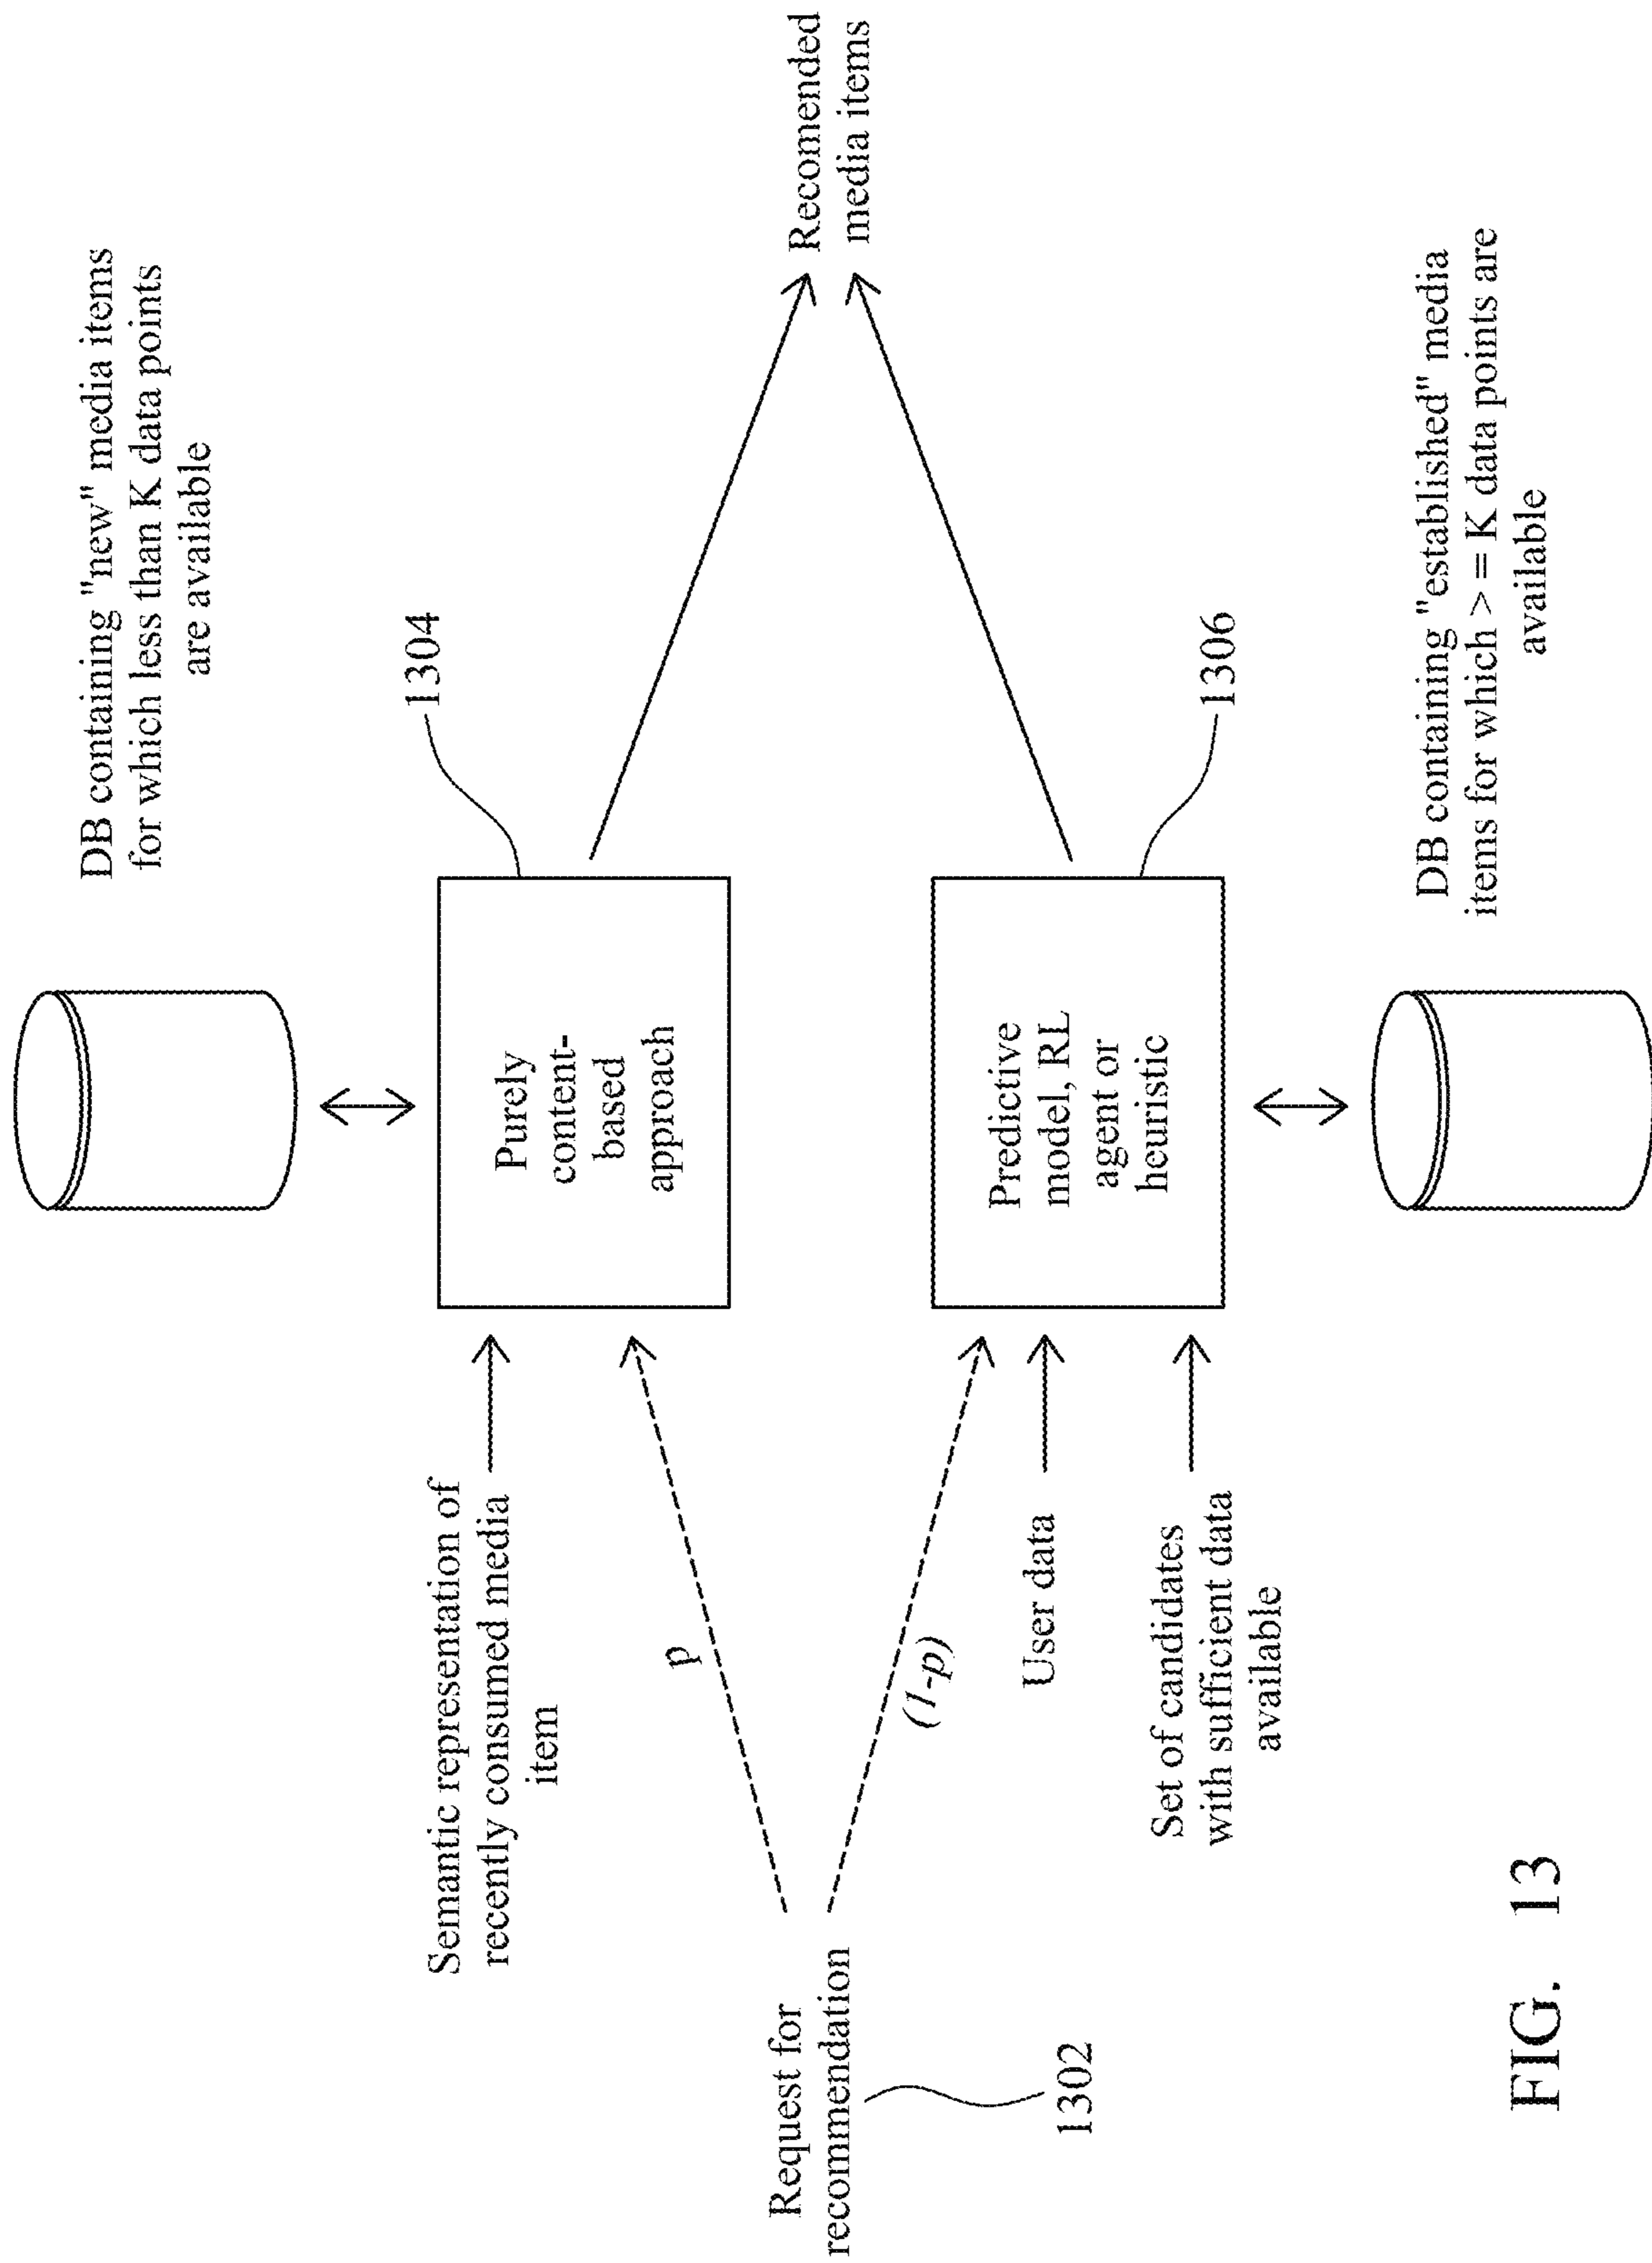 DB containing "new" media items
for which less than K data points
are available
1304
Semantic representation of
recently consumed media
item
Purely
content-
based
approach
p
Request for
recommendation
1302
Recomended
media items
(1-p)
User data
Set of candidates
with sufficient data
available
Predictive
model, RL
agent or
heuristic
1306
DB containing "established" media
items for which > = K data points are
available
FIG. 13